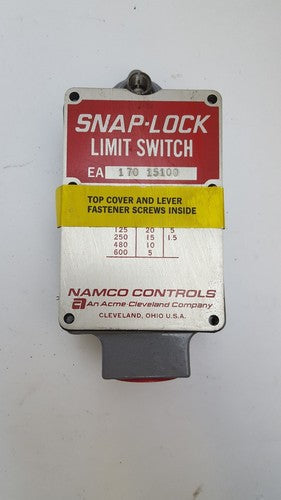 SNAP-LOCK
LIMIT SWITCH
EA 170 15100
TOP COVER AND LEVER
FASTENER SCREWS INSIDE
125 20 5
250 15 1.5
480 10
600 5
NAMCO CONTROLS
An Acme Cleveland Company
CLEVELAND, OHIO U.S.A.